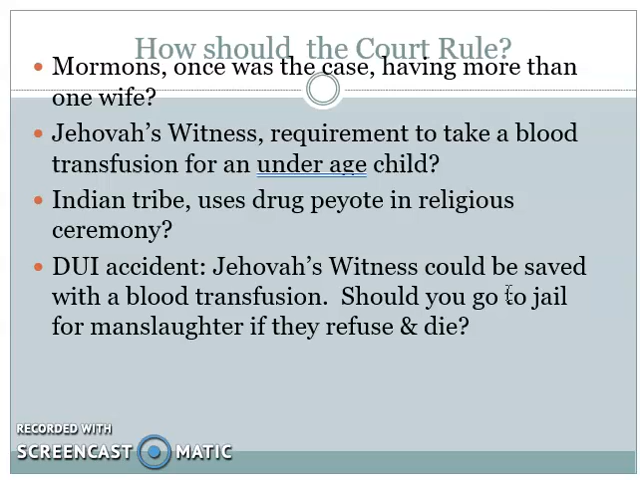 How should  the Court Rule?
Mormons, once was the case, having more than
one wife?
Jehovah's Witness, requirement to take a blood
transfusion for an under age child?
Indian tribe, uses drug peyote in religious
ceremony?
DUI accident: Jehovah's Witness could be saved
with a blood transfusion.  Should you go to jail
for manslaughter if they refuse & die?
RECORDED WITH
SCREENCAST MATIC